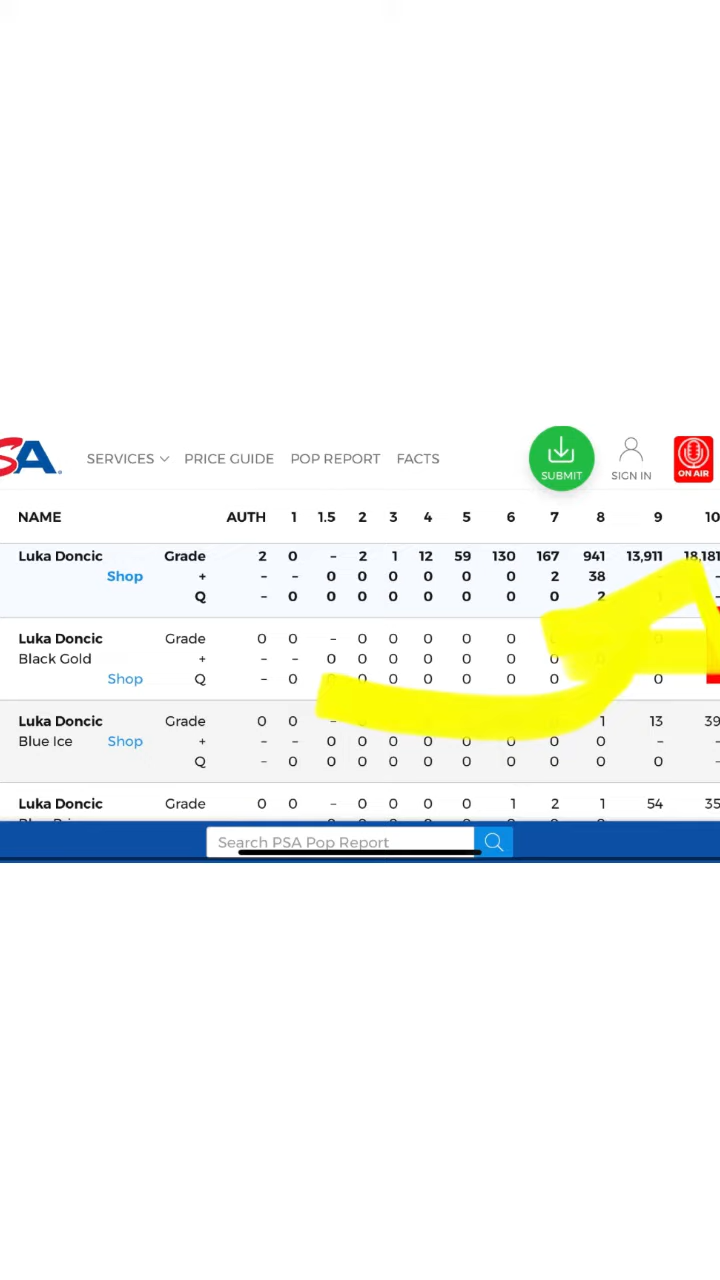 SA.
SERVICES PRICE GUIDE POP REPORT FACTS SUBMIT SIGN IN ON AIR
NAME AUTH 1 1.5 2 3 4 5 6 7 8 9 10
Luka Doncic Grade 2 0 – 2 1 12 59 130 167 941 13,911 18,181
Shop + – – 0 0 0 0 0 0 2 38
Q – 0 0 0 0 0 0 0 0 2
Luka Doncic Grade 0 0 – 0 0 0 0 0
Black Gold + – – 0 0 0 0 0 0 0
Shop Q – 0 0 0 0 0 0 0 0 0
Luka Doncic Grade 0 0 – 1 13 39
Blue Ice Shop + – – 0 0 0 0 0 0 0 0 – –
Q – 0 0 0 0 0 0 0 0 0 0 –
Luka Doncic Grade 0 0 – 0 0 0 0 1 2 1 54 35
Search PSA Pop Report